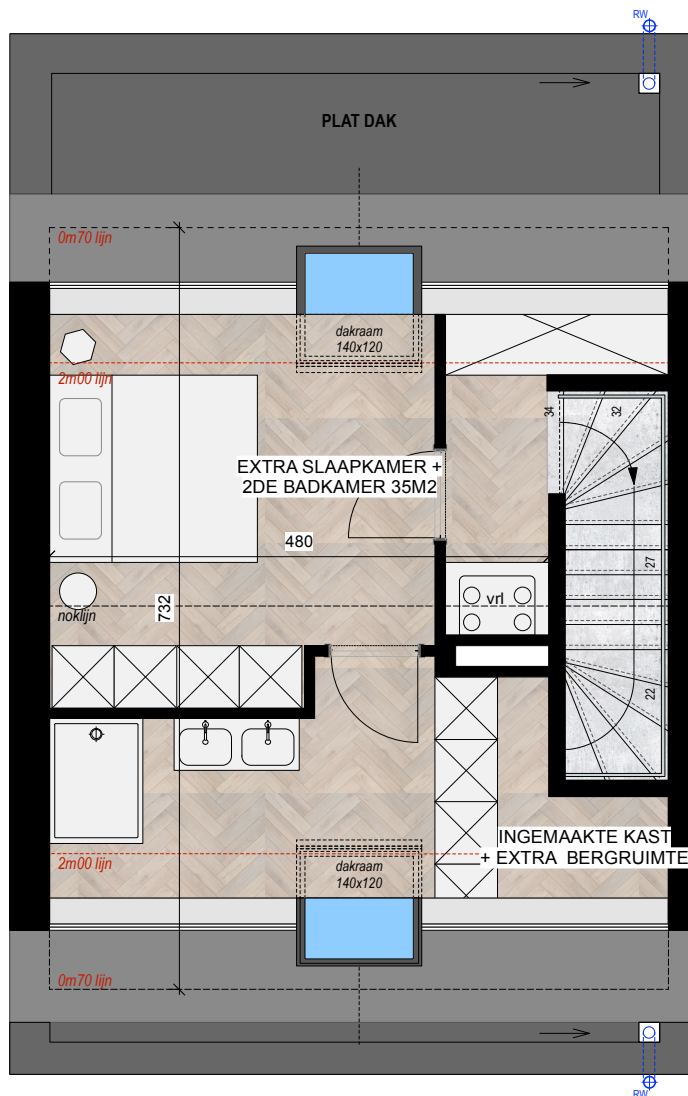 RW
PLAT DAK
0m70 lijn
dakraam
140x120
2m00 lijn
34
32
EXTRA SLAAPKAMER +
2DE BADKAMER 35M2
480
27
vrl
732
noklijn
22
INGEMAAKTE KAST
+ EXTRA BERGRUIMTE
2m00 lijn
dakraam
140x120
0m70 lijn
RW